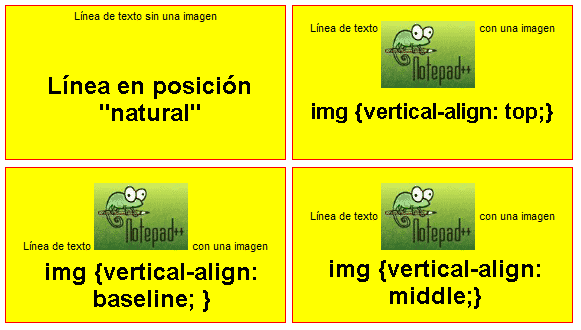 Línea de texto sin una imagen
Línea en posición
"natural"
Línea de texto Notepad++ con una imagen
img {vertical-align: top;}
Línea de texto Notepad++ con una imagen
img {vertical-align:
baseline; }
Línea de texto Notepad++ con una imagen
img {vertical-align:
middle;}